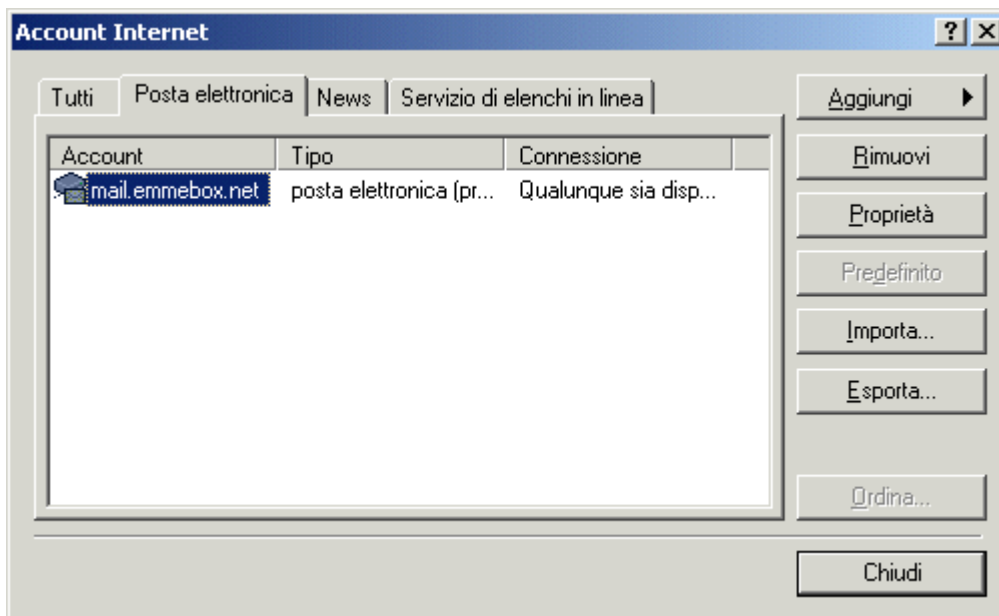 Account Internet
Tutti Posta elettronica News Servizio di elenchi in linea
Aggiungi
Account Tipo Connessione
Rimuovi
mail.emmebox.net posta elettronica (pr... Qualunque sia disp...
Proprietà
Predefinito
Importa...
Esporta...
Ordina...
Chiudi